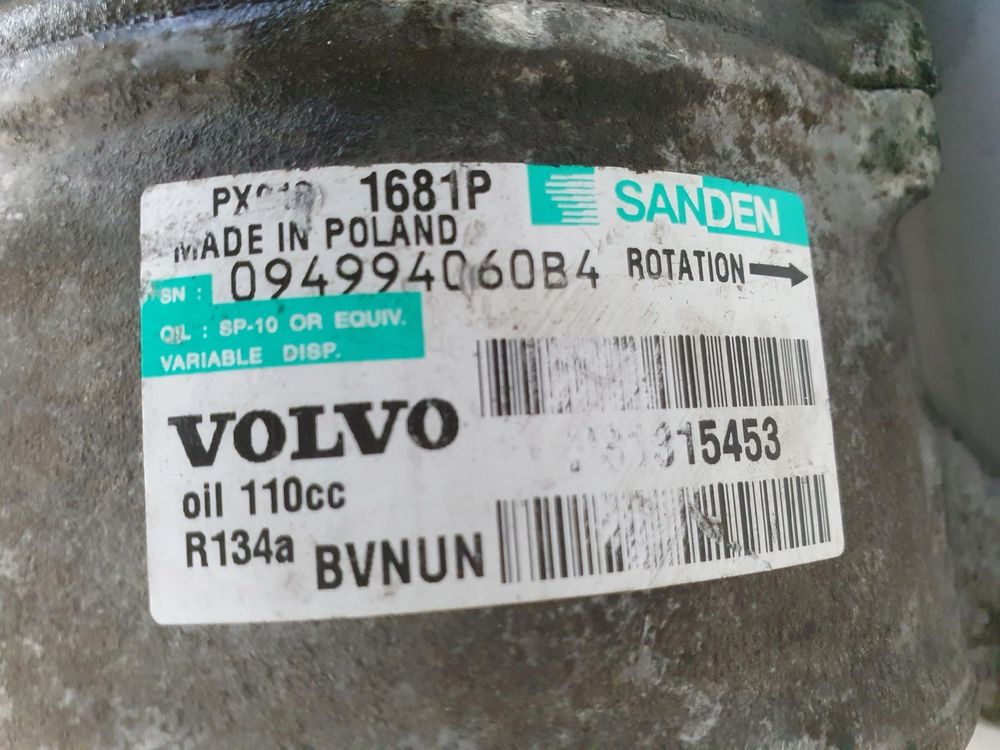 1681P SANDEN
MADE IN POLAND
SN : 094994060B4 ROTATION
OIL : SP-10 OR EQUIV.
VARIABLE DISP.
VOLVO
oil 110cc
R134a BVNUN